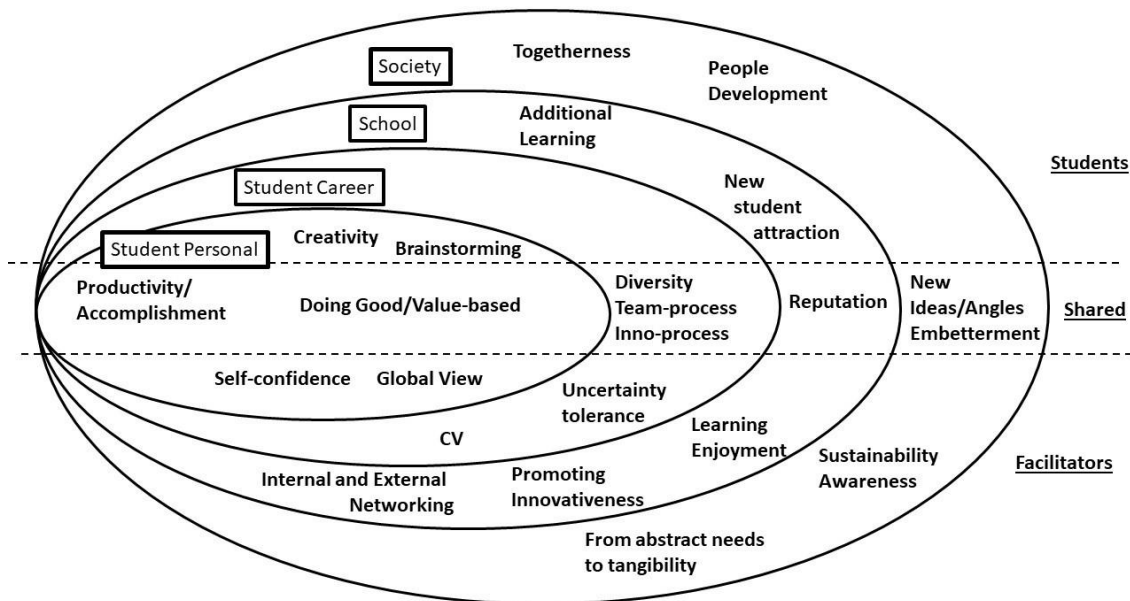 Togetherness
Society
People
Development
School
Additional
Learning
Students
Student Career
New
student
attraction
Creativity
Brainstorming
Student Personal
Productivity/
Accomplishment
Doing Good/Value-based
Diversity
Team-process
Inno-process
Reputation
New
Ideas/Angles
Embetterment
Shared
Self-confidence
Global View
Uncertainty
tolerance
CV
Learning
Enjoyment
Internal and External
Networking
Promoting
Innovativeness
Sustainability
Awareness
Facilitators
From abstract needs
to tangibility